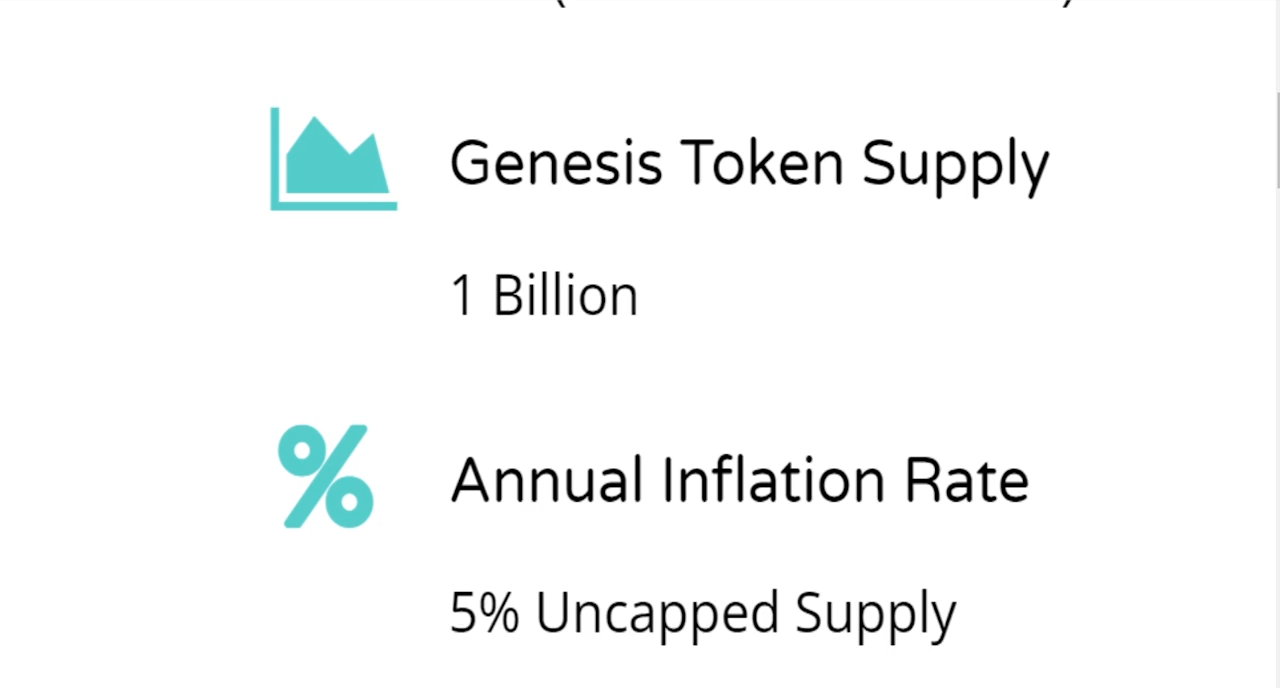 Genesis Token Supply
1 Billion
Annual Inflation Rate
5% Uncapped Supply